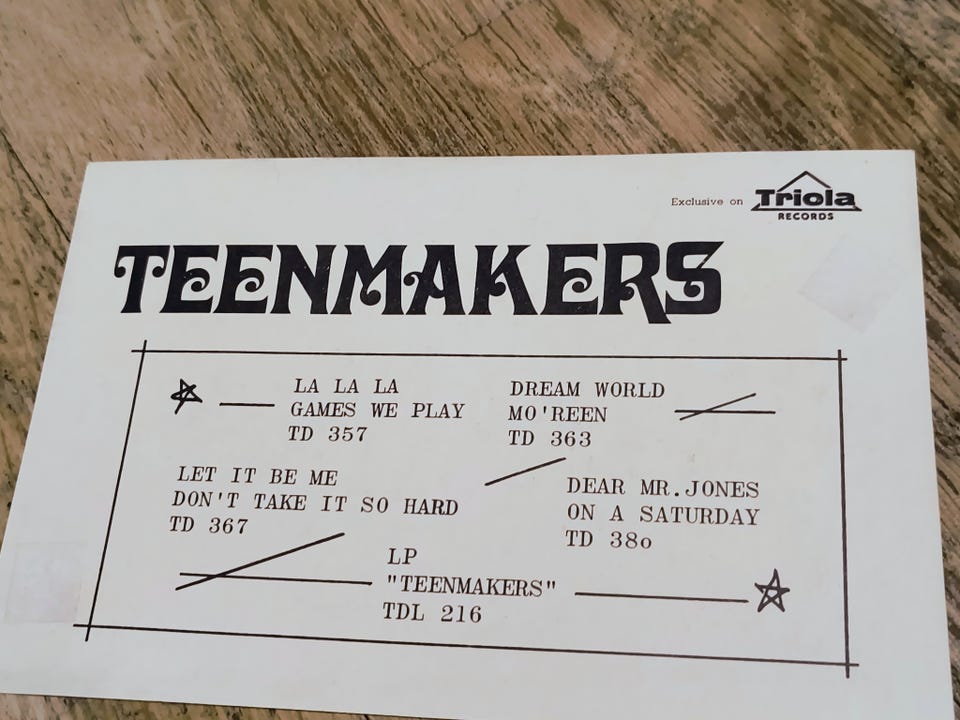 Exclusive on Triola
RECORDS
TEENMAKERS
LA LA LA
GAMES WE PLAY
TD 357
DREAM WORLD
MO'REEN
TD 363
LET IT BE ME
DON'T TAKE IT SO HARD
TD 367
DEAR MR.JONES
ON A SATURDAY
TD 38o
LP
"TEENMAKERS"
TDL 216